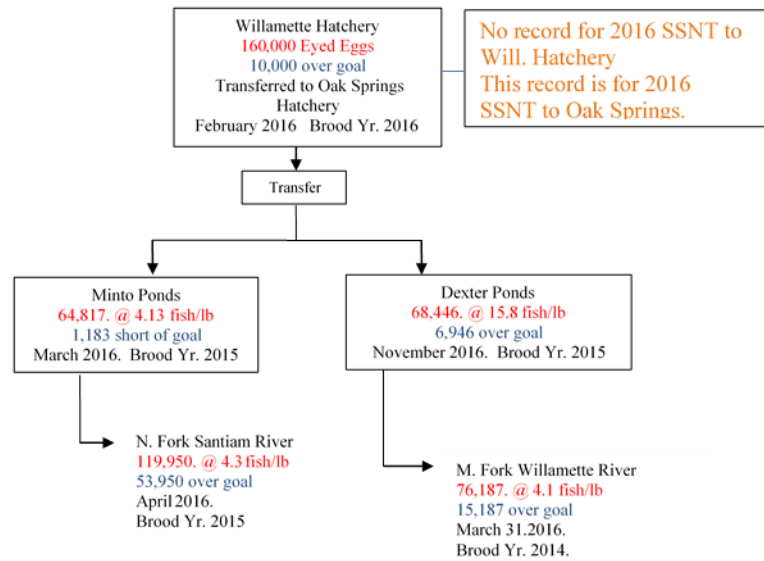 Willamette Hatchery
160,000 Eyed Eggs
10,000 over goal
Transferred to Oak Springs
Hatchery
February 2016 Brood Yr. 2016
No record for 2016 SSNT to
Will. Hatchery
This record is for 2016
SSNT to Oak Springs.
Transfer
Minto Ponds
64,817. @ 4.13 fish/lb
1,183 short of goal
March 2016. Brood Yr. 2015
Dexter Ponds
68,446. @ 15.8 fish/lb
6,946 over goal
November 2016. Brood Yr. 2015
N. Fork Santiam River
119,950. @ 4.3 fish/lb
53,950 over goal
April 2016.
Brood Yr. 2015
M. Fork Willamette River
76,187. @ 4.1 fish/lb
15,187 over goal
March 31.2016.
Brood Yr. 2014.